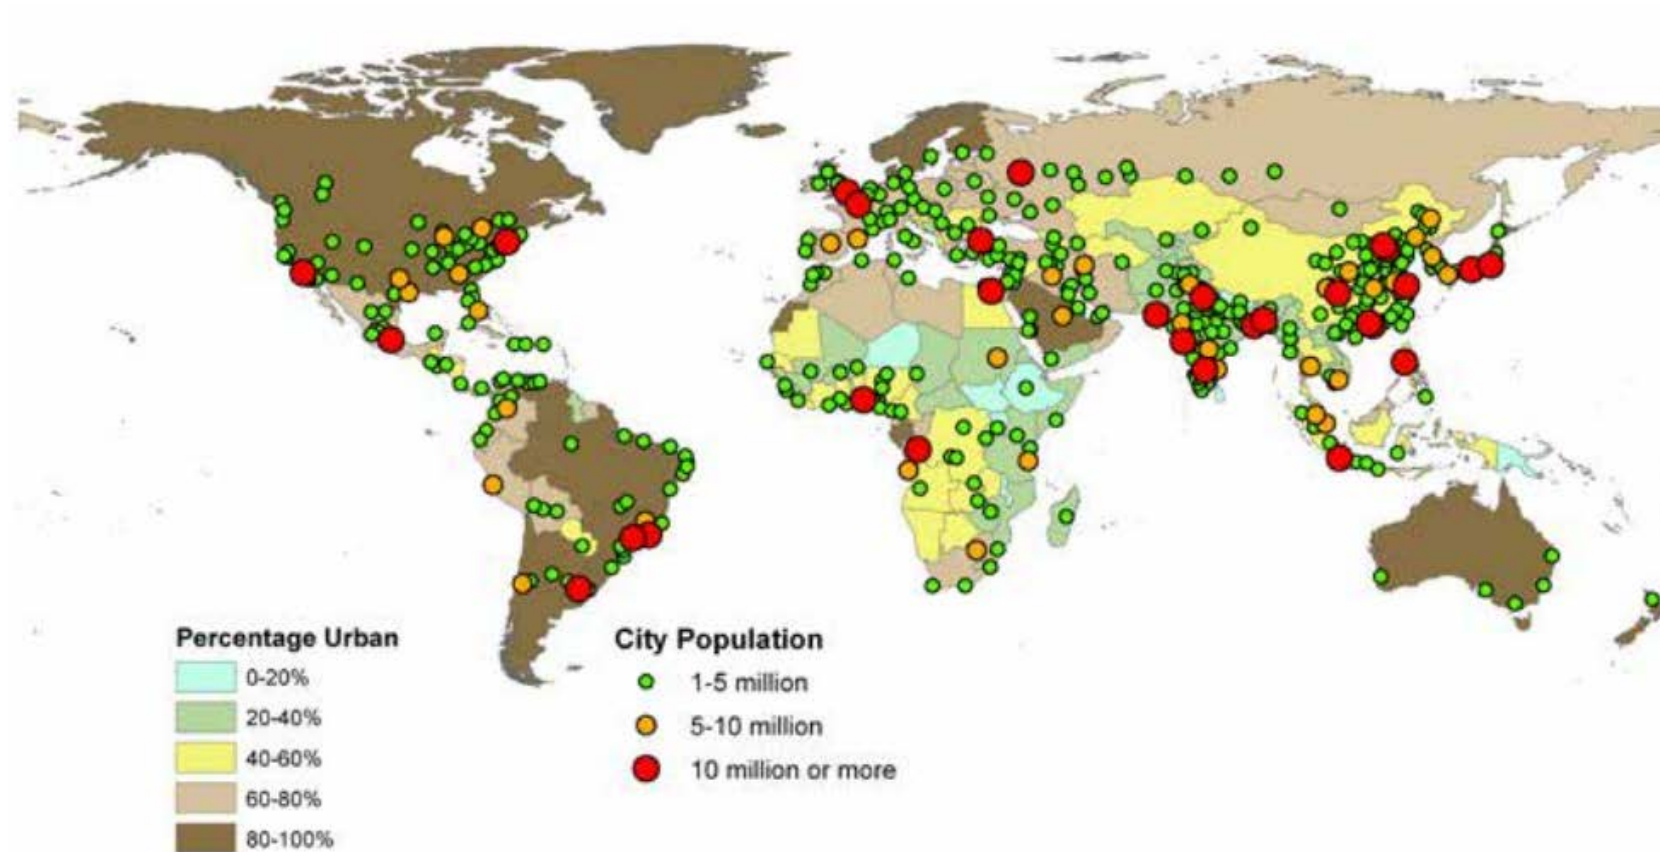 Percentage Urban
0-20%
20-40%
40-60%
60-80%
80-100%
City Population
1-5 million
5-10 million
10 million or more